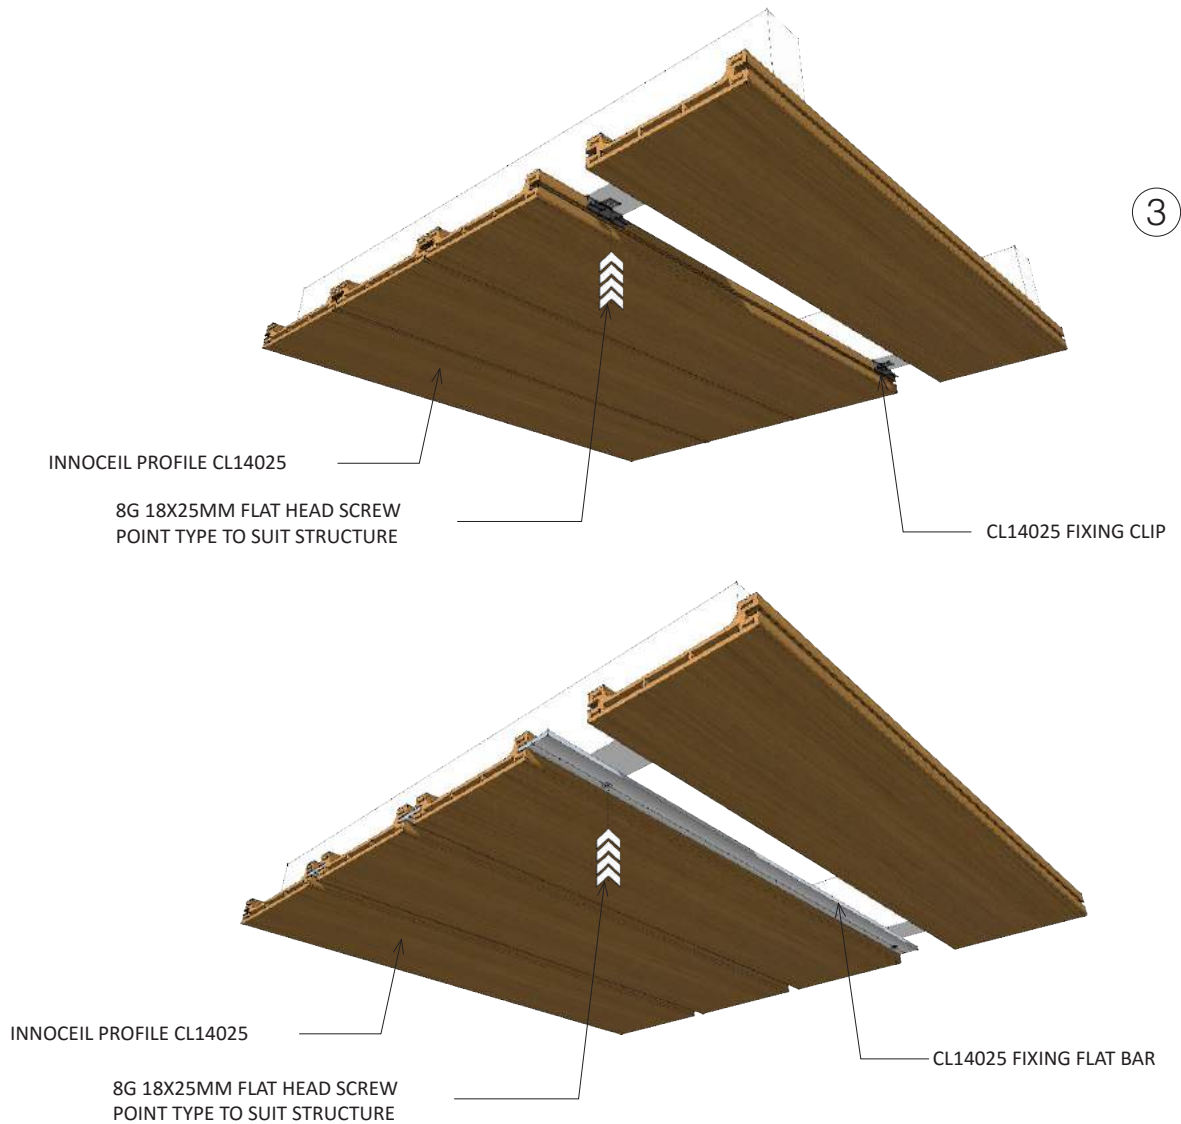 3
INNOCEIL PROFILE CL14025
8G 18X25MM FLAT HEAD SCREW
POINT TYPE TO SUIT STRUCTURE
CL14025 FIXING CLIP
INNOCEIL PROFILE CL14025
CL14025 FIXING FLAT BAR
8G 18X25MM FLAT HEAD SCREW
POINT TYPE TO SUIT STRUCTURE